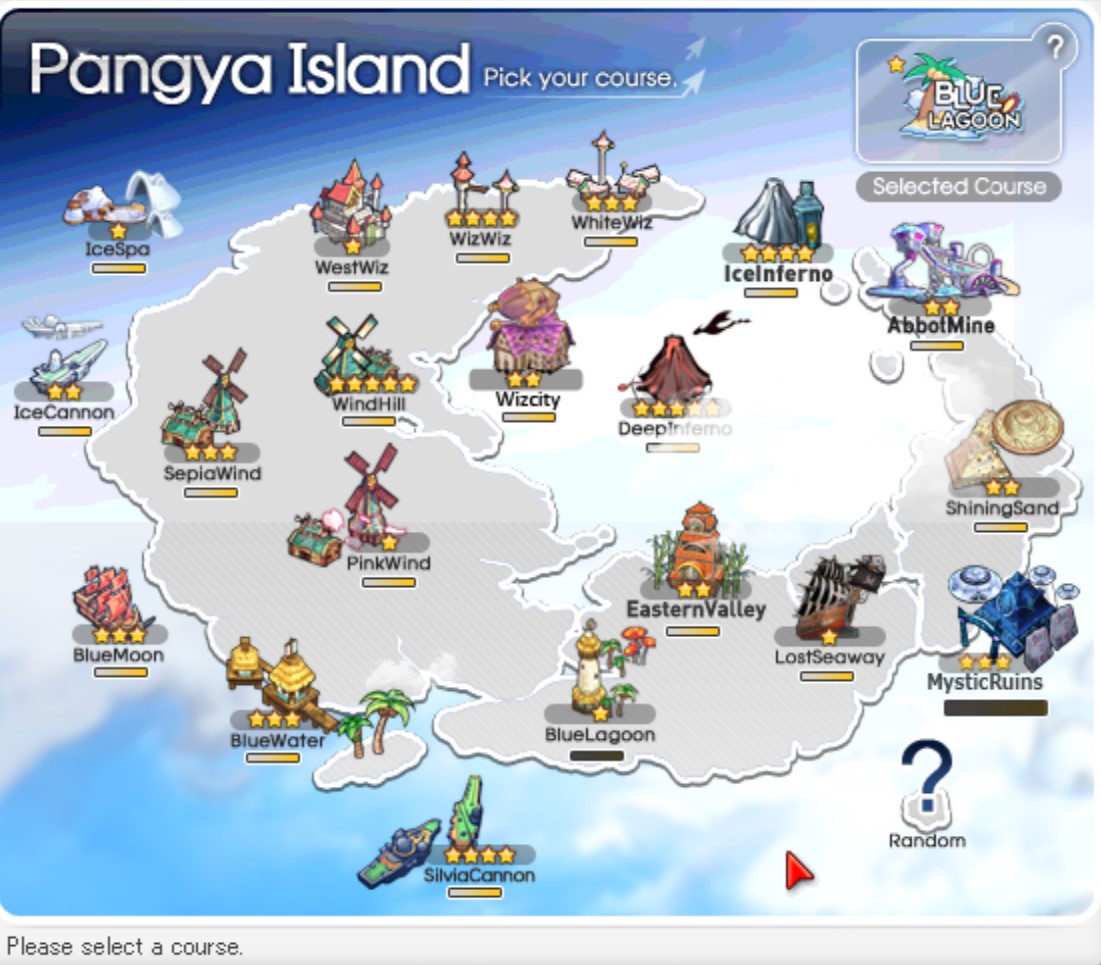 Pangya Island Pick your course.
?
BLUE
LAGOON
Selected Course
IceSpa
WestWiz
WizWiz
WhiteWiz
IceInferno
AbbotMine
IceCannon
SepiaWind
WindHill
Wizcity
DeepInferno
ShiningSand
PinkWind
EasternValley
LostSeaway
MysticRuins
BlueMoon
BlueWater
BlueLagoon
?
Random
SilviaCannon
Please select a course.